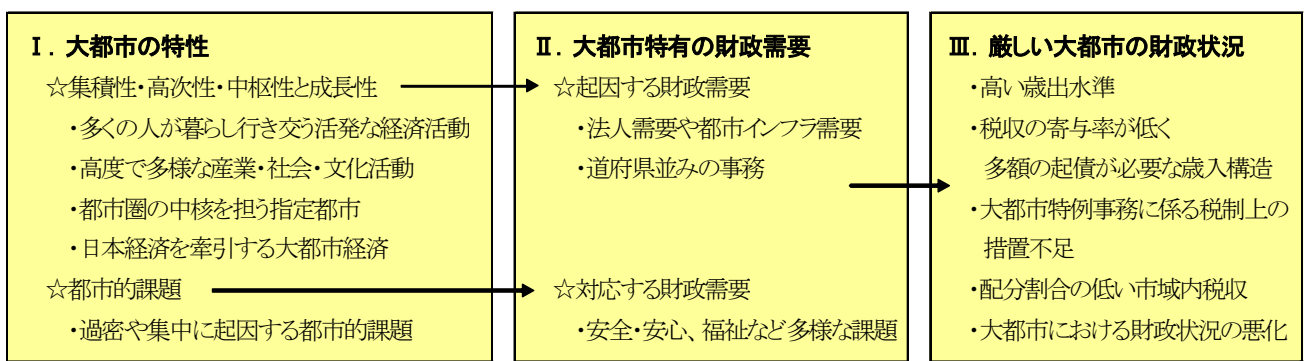 Ⅰ．大都市の特性
☆集積性・高次性・中枢性と成長性
・多くの人が暮らし行き交う活発な経済活動
・高度で多様な産業・社会・文化活動
・都市圏の中核を担う指定都市
・日本経済を牽引する大都市経済
☆都市的課題
・過密や集中に起因する都市的課題
Ⅱ．大都市特有の財政需要
☆起因する財政需要
・法人需要や都市インフラ需要
・道府県並みの事務
☆対応する財政需要
・安全・安心、福祉など多様な課題
Ⅲ．厳しい大都市の財政状況
・高い歳出水準
・税収の寄与率が低く
多額の起債が必要な歳入構造
・大都市特例事務に係る税制上の
措置不足
・配分割合の低い市域内税収
・大都市における財政状況の悪化